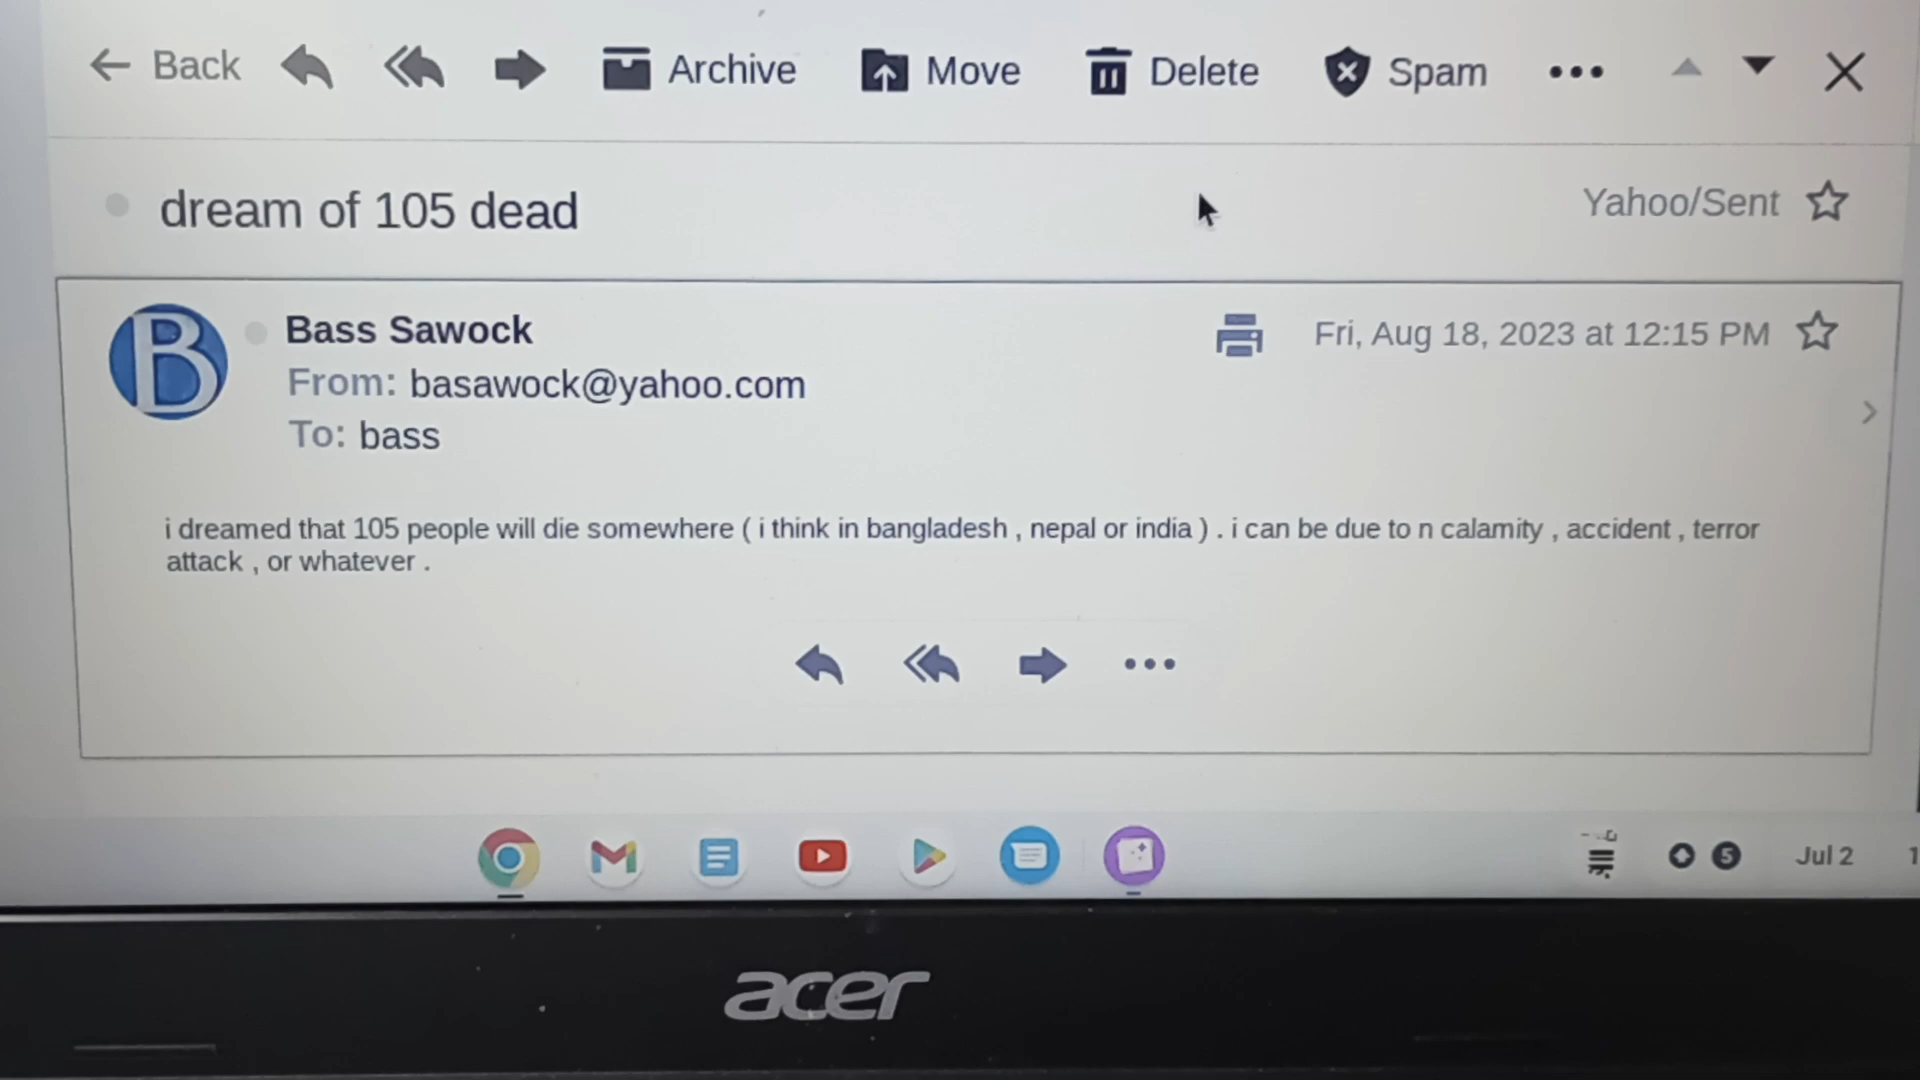 Back Archive Move Delete Spam
dream of 105 dead Yahoo/Sent
B
Bass Sawock Fri, Aug 18, 2023 at 12:15 PM
From: basawock@yahoo.com
To: bass
i dreamed that 105 people will die somewhere ( i think in bangladesh , nepal or india ) . i can be due to n calamity , accident , terror
attack , or whatever .
5 Jul 2
acer